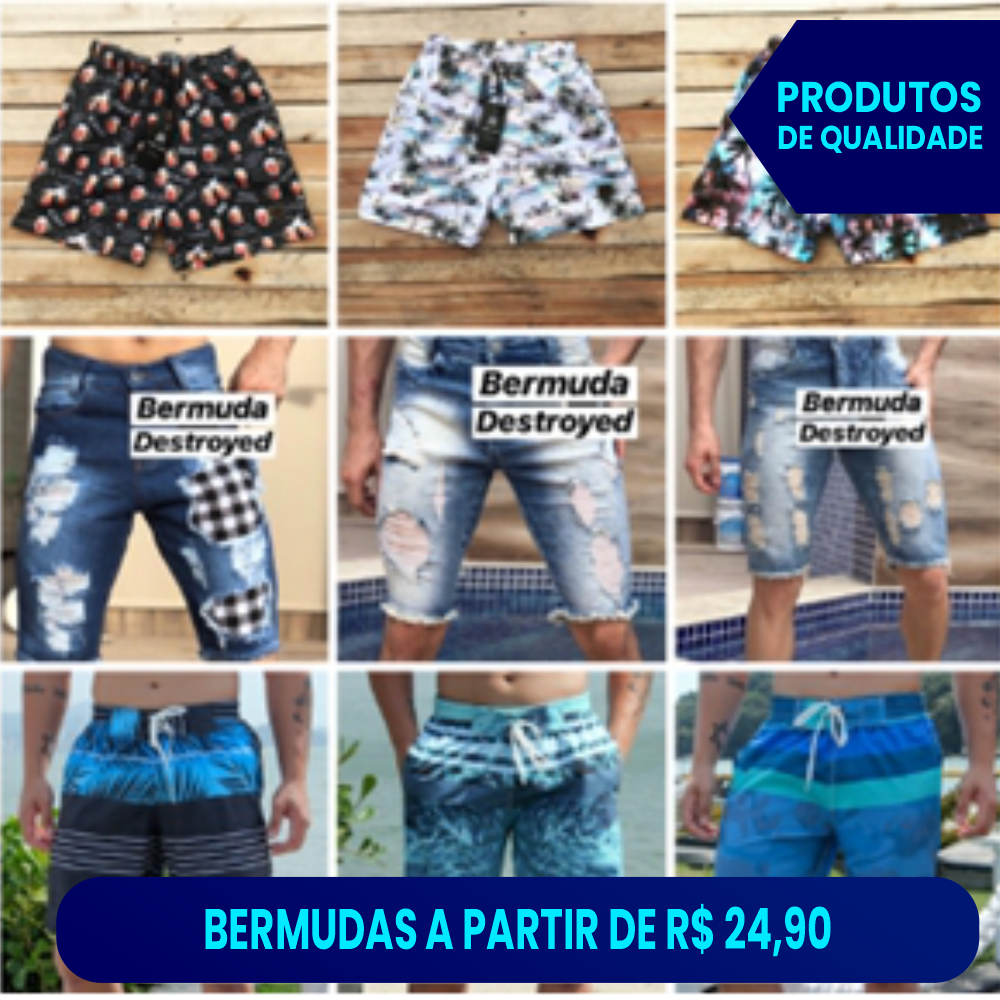 PRODUTOS
DE QUALIDADE
Bermuda
Destroyed
Bermuda
Destroyed
Bermuda
Destroyed
BERMUDAS A PARTIR DE R$ 24,90